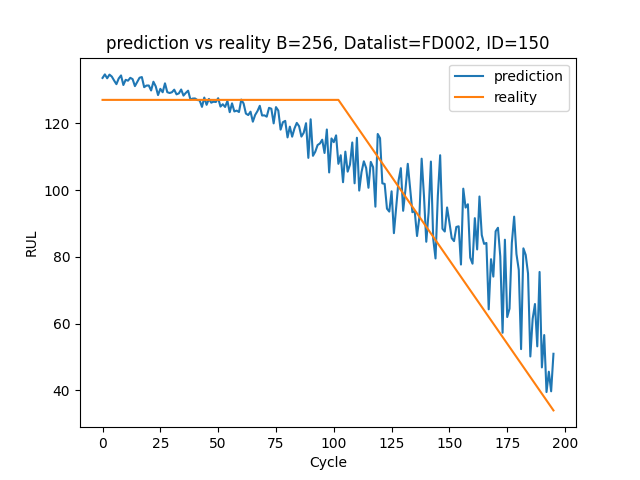 prediction vs reality B=256, Datalist=FD002, ID=150
prediction
reality
RUL
120
100
80
60
40
0 25 50 75 100 125 150 175 200
Cycle